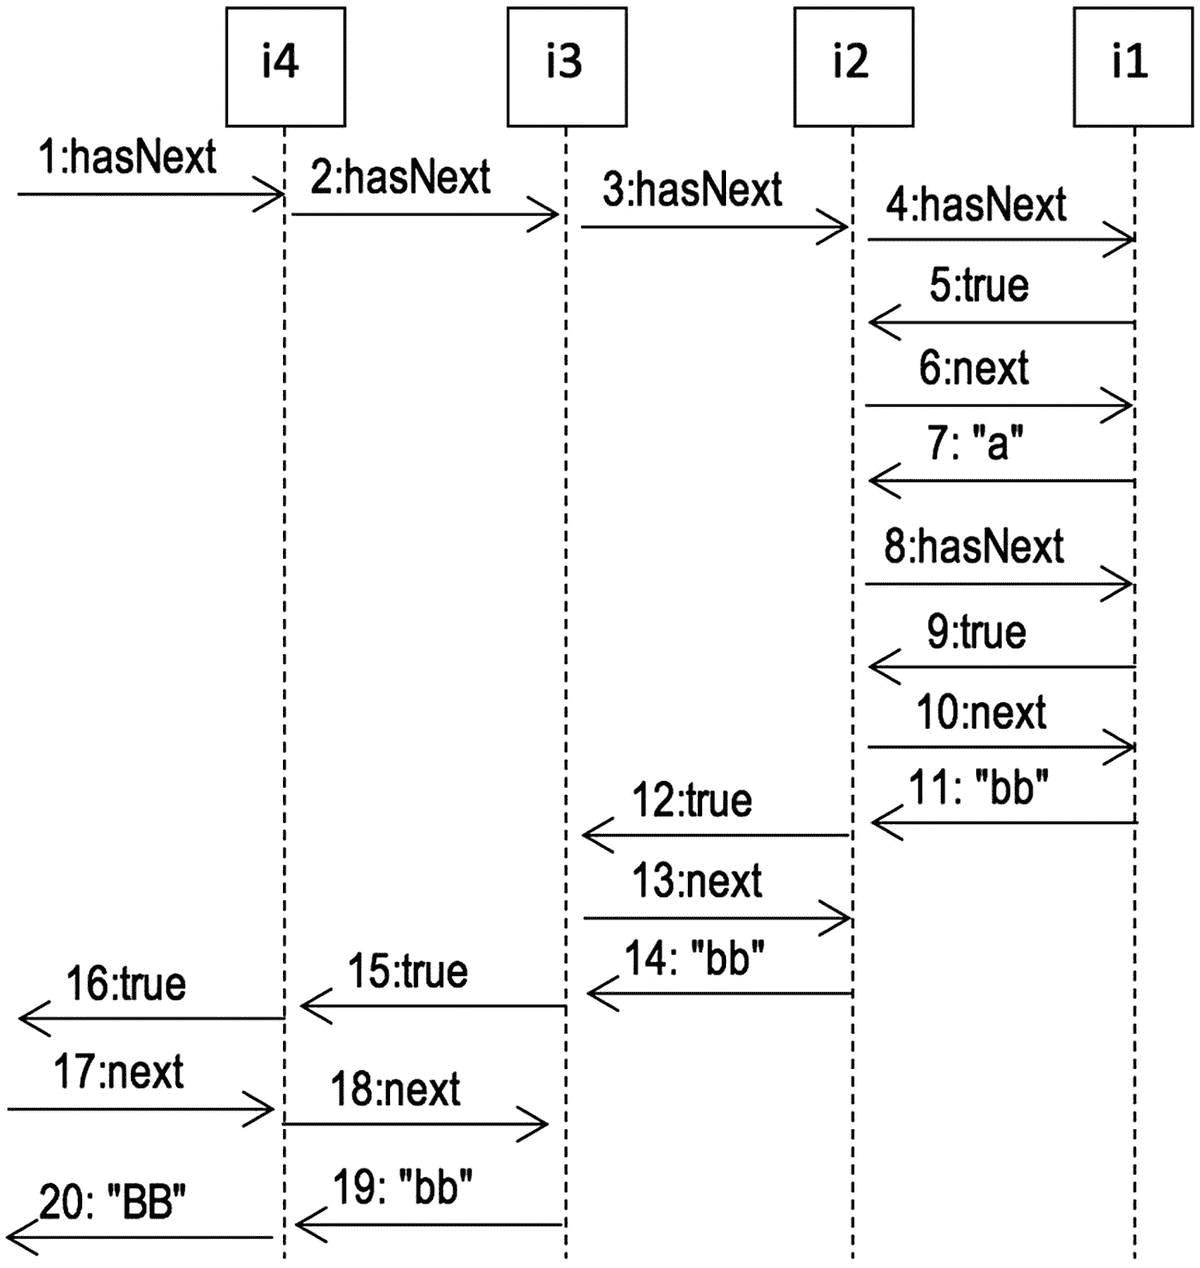 i4
i3
i2
i1
1:hasNext
2:hasNext
3:hasNext
4:hasNext
5:true
6:next
7: "a"
8:hasNext
9:true
10:next
11: "bb"
12:true
13:next
14: "bb"
15:true
16:true
17:next
18:next
19: "bb"
20: "BB"